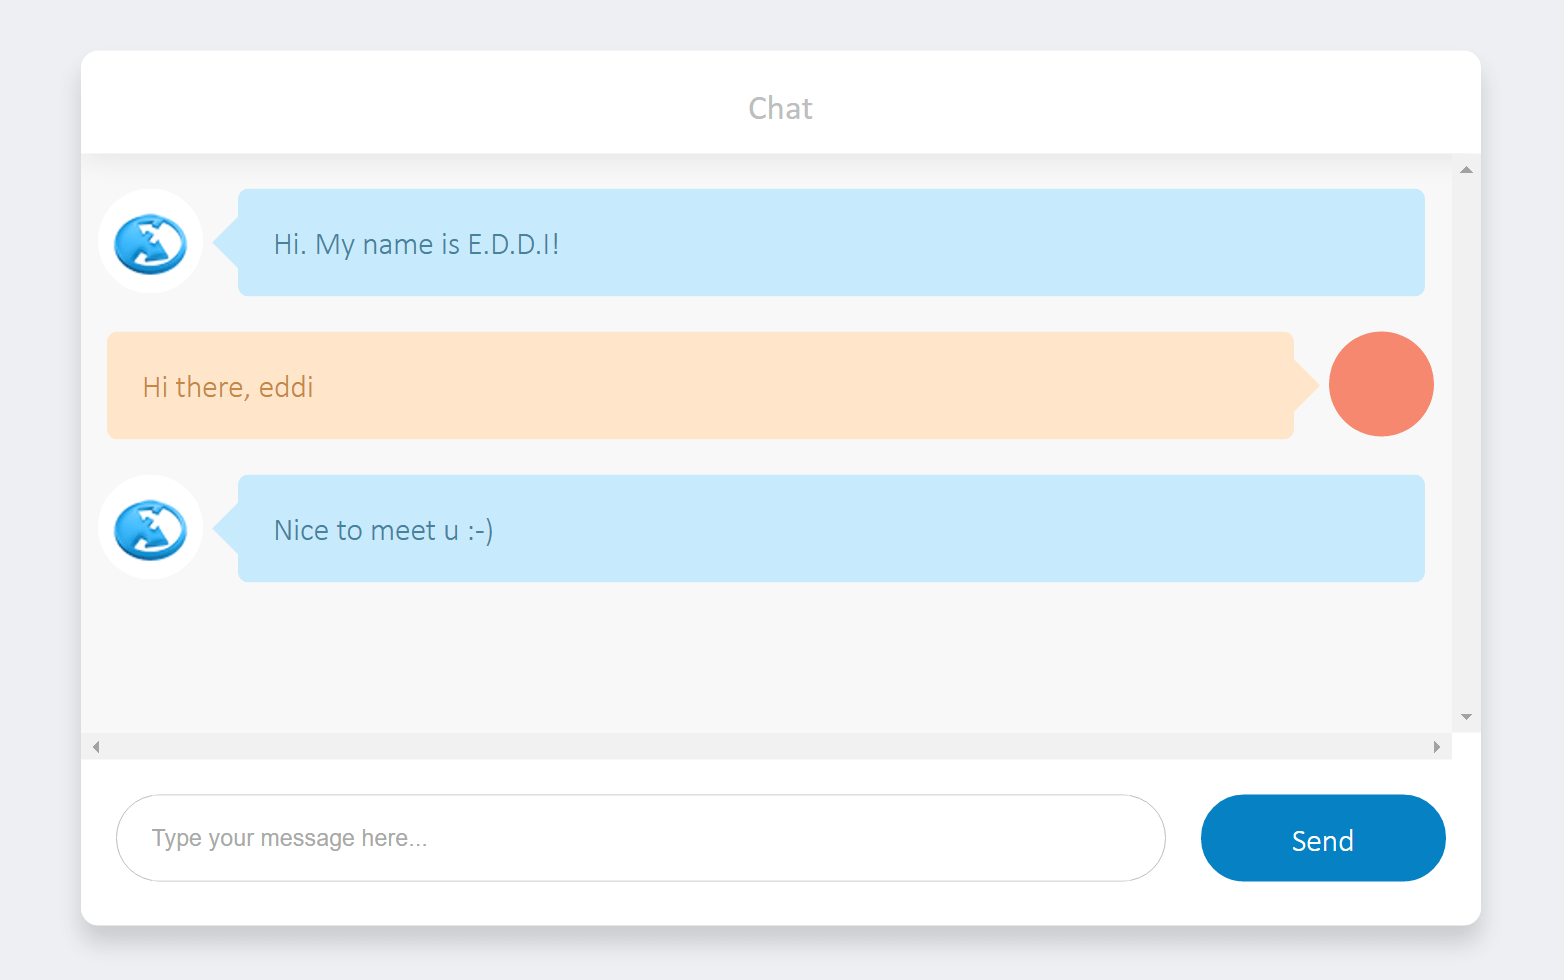 Chat
Hi. My name is E.D.D.I!
Hi there, eddi
Nice to meet u :-)
Type your message here...
Send